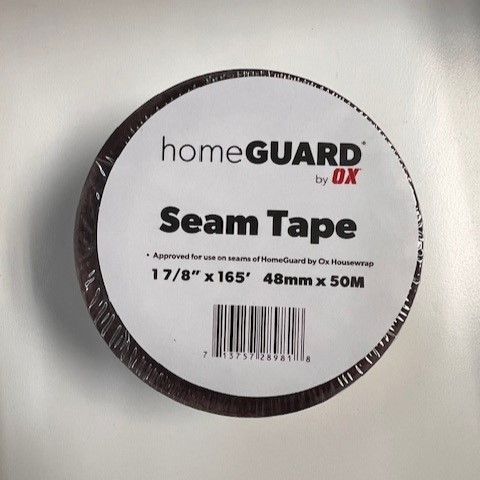 homeGUARD®
by OX
Seam Tape
• Approved for use on seams of HomeGuard by Ox Housewrap
1 7/8" x 165' 48mm x 50M
7 13757 28981 8